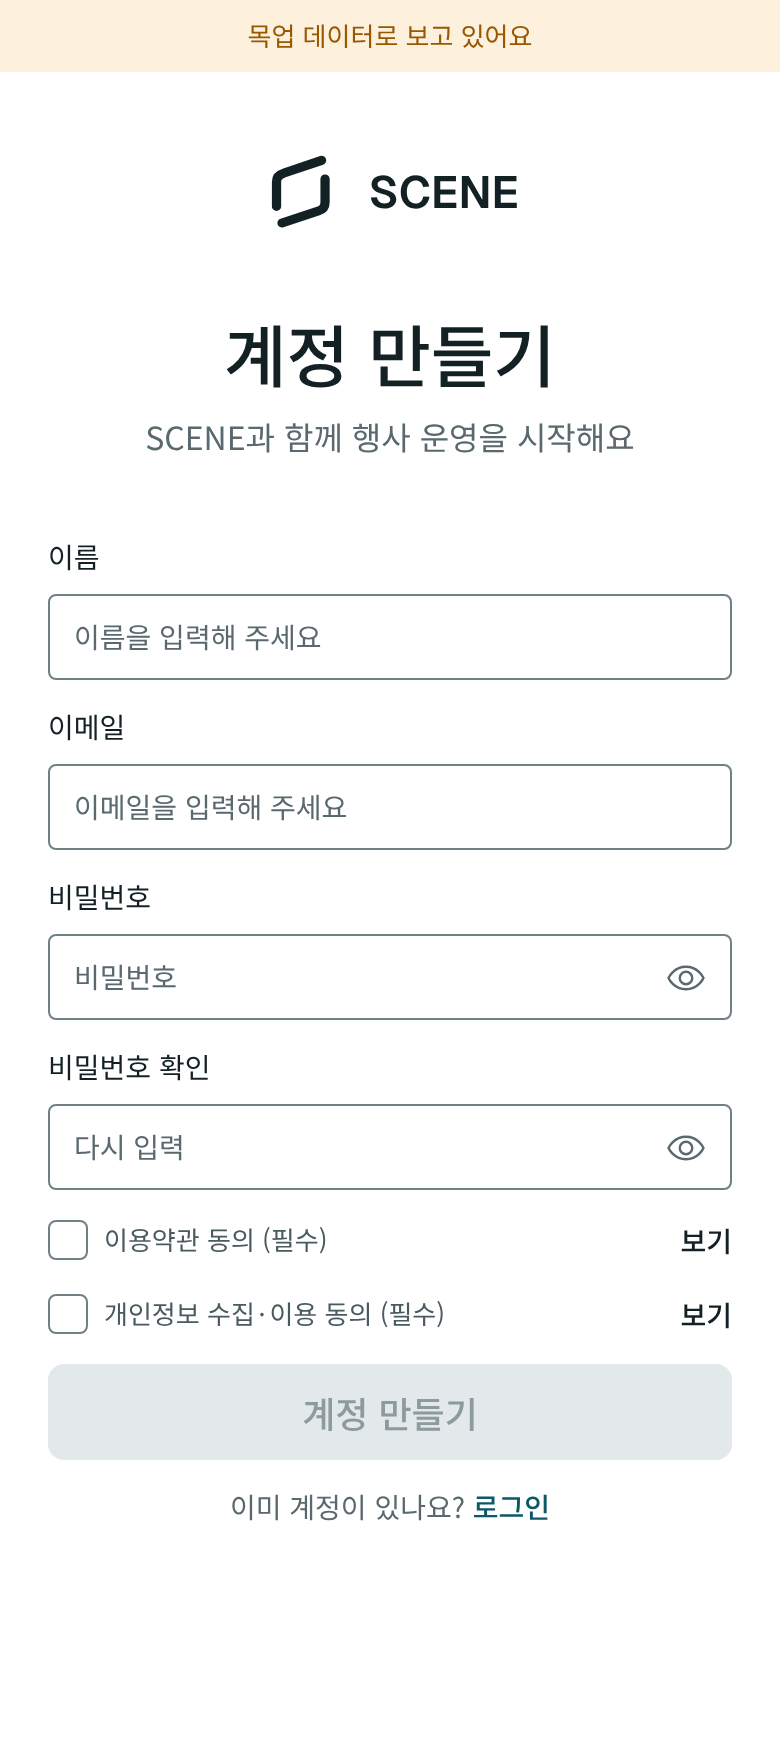 목업 데이터로 보고 있어요
SCENE
계정 만들기
SCENE과 함께 행사 운영을 시작해요
이름
이름을 입력해 주세요
이메일
이메일을 입력해 주세요
비밀번호
비밀번호
비밀번호 확인
다시 입력
이용약관 동의 (필수) 보기
개인정보 수집·이용 동의 (필수) 보기
계정 만들기
이미 계정이 있나요? 로그인